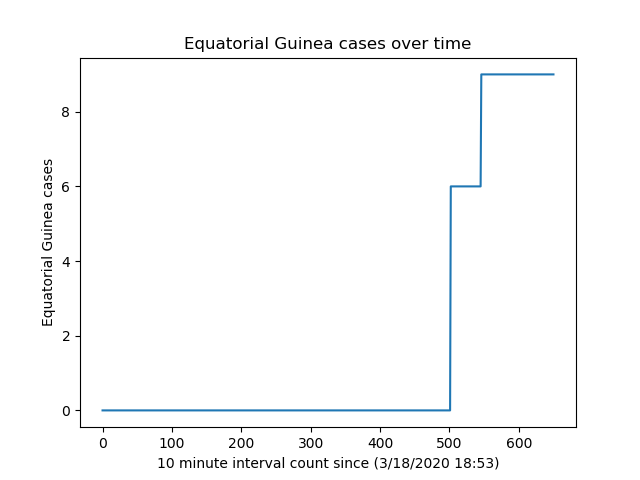 Equatorial Guinea cases over time
Equatorial Guinea cases
8
6
4
2
0
0 100 200 300 400 500 600
10 minute interval count since (3/18/2020 18:53)